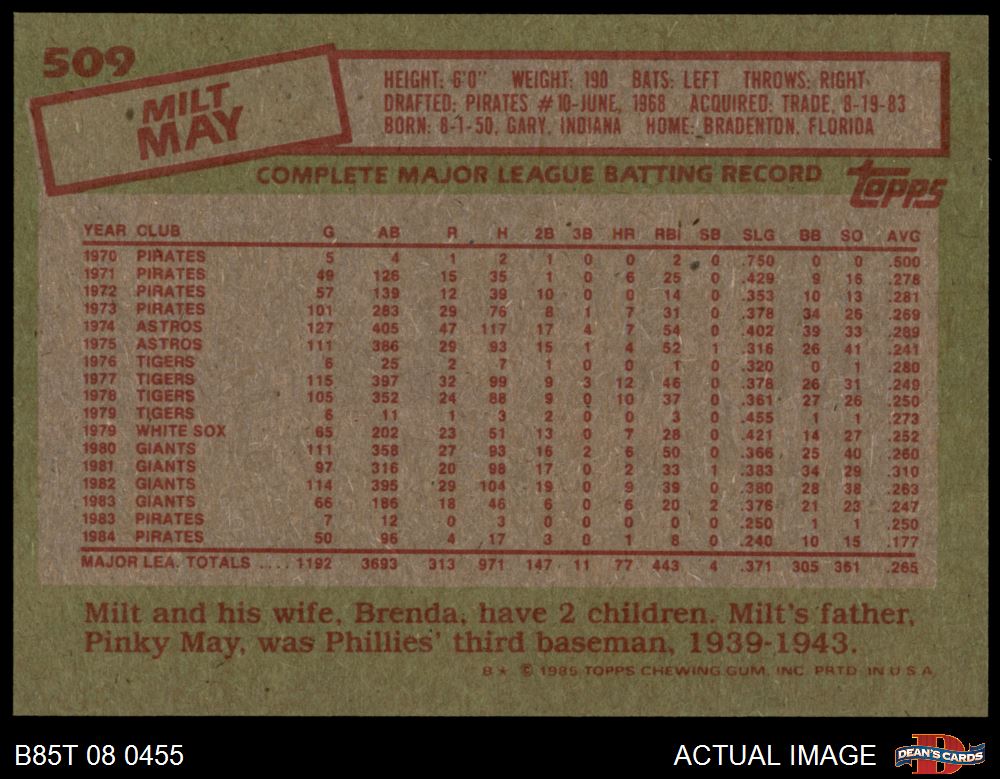 509
MILT
MAY
HEIGHT: 6'0" WEIGHT: 190 BATS: LEFT THROWS: RIGHT
DRAFTED: PIRATES #10-JUNE, 1968 ACQUIRED: TRADE, 8-19-83
BORN: 8-1-50, GARY, INDIANA HOME: BRADENTON, FLORIDA
COMPLETE MAJOR LEAGUE BATTING RECORD
topps
YEAR CLUB G AB R H 2B 3B HR RBI SB SLG BB SO AVG
1970 PIRATES 5 4 1 2 1 0 0 2 0 .750 0 0 .500
1971 PIRATES 49 126 15 35 1 0 6 25 0 .429 9 16 .278
1972 PIRATES 57 139 12 39 10 0 0 14 0 .353 10 13 .281
1973 PIRATES 101 283 29 76 8 1 7 31 0 .378 34 26 .269
1974 ASTROS 127 405 47 117 17 4 7 54 0 .402 39 33 .289
1975 ASTROS 111 386 29 93 15 1 4 52 1 .316 26 41 .241
1976 TIGERS 6 25 2 7 1 0 0 1 0 .320 0 1 .280
1977 TIGERS 115 397 32 99 9 3 12 46 0 .378 26 31 .249
1978 TIGERS 105 352 24 88 9 0 10 37 0 .361 27 26 .250
1979 TIGERS 6 11 1 3 2 0 0 3 0 .455 1 1 .273
1979 WHITE SOX 65 202 23 51 13 0 7 28 0 .421 14 27 .252
1980 GIANTS 111 358 27 93 16 2 6 50 0 .366 25 40 .260
1981 GIANTS 97 316 20 98 17 0 2 33 1 .383 34 29 .310
1982 GIANTS 114 395 29 104 19 0 9 39 0 .380 28 38 .263
1983 GIANTS 66 186 18 46 6 0 6 20 2 .376 21 23 .247
1983 PIRATES 7 12 0 3 0 0 0 0 0 .250 1 1 .250
1984 PIRATES 50 96 4 17 3 0 1 8 0 .240 10 15 .177
MAJOR LEA. TOTALS .... 1192 3693 313 971 147 11 77 443 4 .371 305 361 .265
Milt and his wife, Brenda, have 2 children. Milt's father,
Pinky May, was Phillies' third baseman, 1939-1943.
B★ © 1985 TOPPS CHEWING GUM, INC. PRTD. IN U.S.A.
B85T 08 0455
ACTUAL IMAGE
DEAN'S CARDS